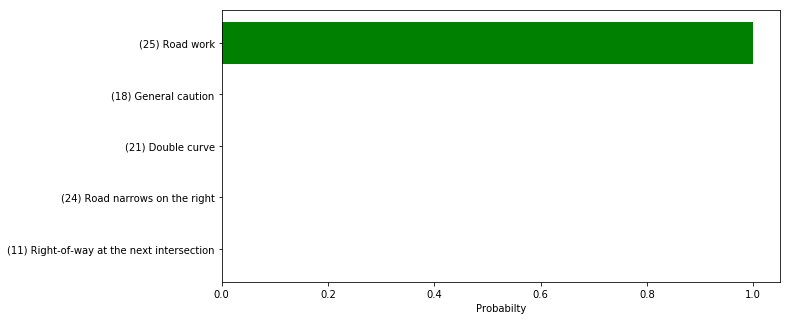 (25) Road work
(18) General caution
(21) Double curve
(24) Road narrows on the right
(11) Right-of-way at the next intersection
0.0 0.2 0.4 0.6 0.8 1.0
Probabilty